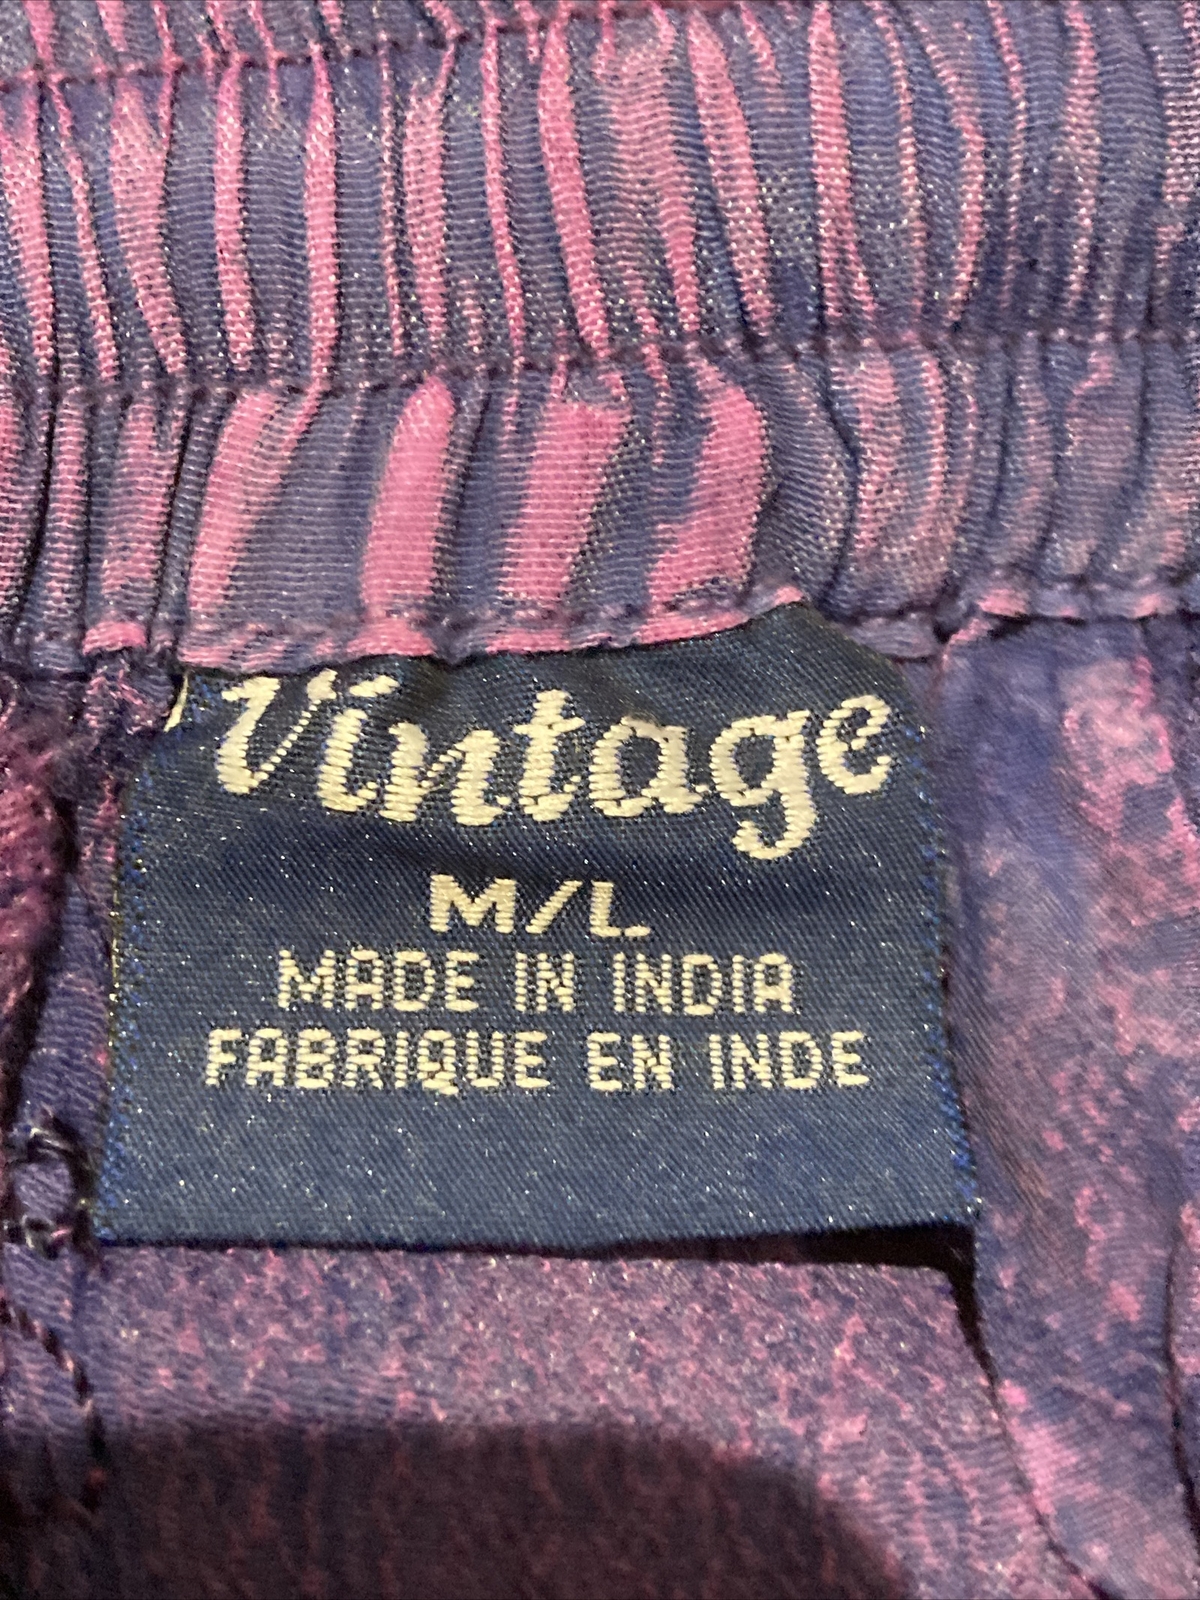 Vintage
M/L
MADE IN INDIA
FABRIQUE EN INDE